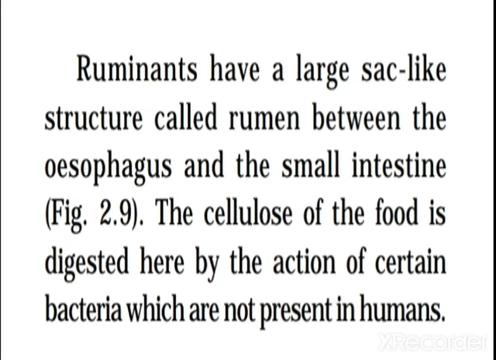 Ruminants have a large sac-like
structure called rumen between the
oesophagus and the small intestine
(Fig. 2.9). The cellulose of the food is
digested here by the action of certain
bacteria which are not present in humans.
XRecorder